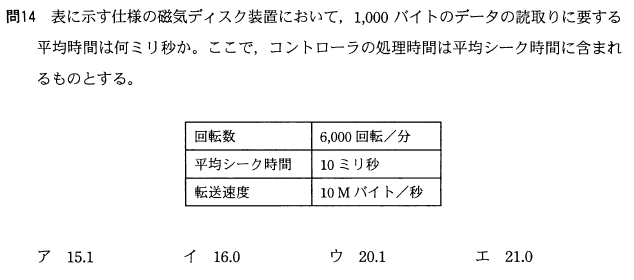 問14 表に示す仕様の磁気ディスク装置において，1,000 バイトのデータの読取りに要する
平均時間は何ミリ秒か。ここで，コントローラの処理時間は平均シーク時間に含まれ
るものとする。
回転数 6,000 回転／分
平均シーク時間 10 ミリ秒
転送速度 10 M バイト／秒
ア 15.1 イ 16.0 ウ 20.1 エ 21.0